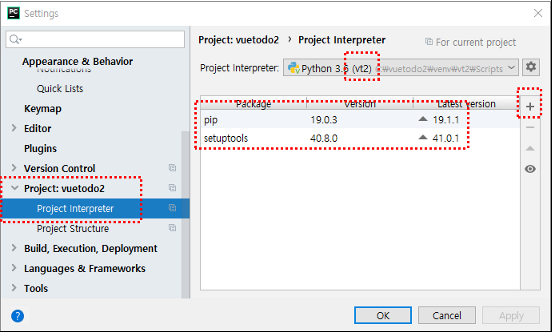 PC
Settings
Project: vuetodo2 › Project Interpreter
For current project
Appearance & Behavior
Notifications
Quick Lists
Keymap
Editor
Plugins
Version Control
Project: vuetodo2
Project Interpreter
Project Structure
Build, Execution, Deployment
Languages & Frameworks
Tools
Project Interpreter:
Python 3.6 (vt2) ₩vuetodo2₩venv₩vt2₩Scripts
Package Version Latest version
pip 19.0.3 19.1.1
setuptools 40.8.0 41.0.1
?
OK Cancel Apply